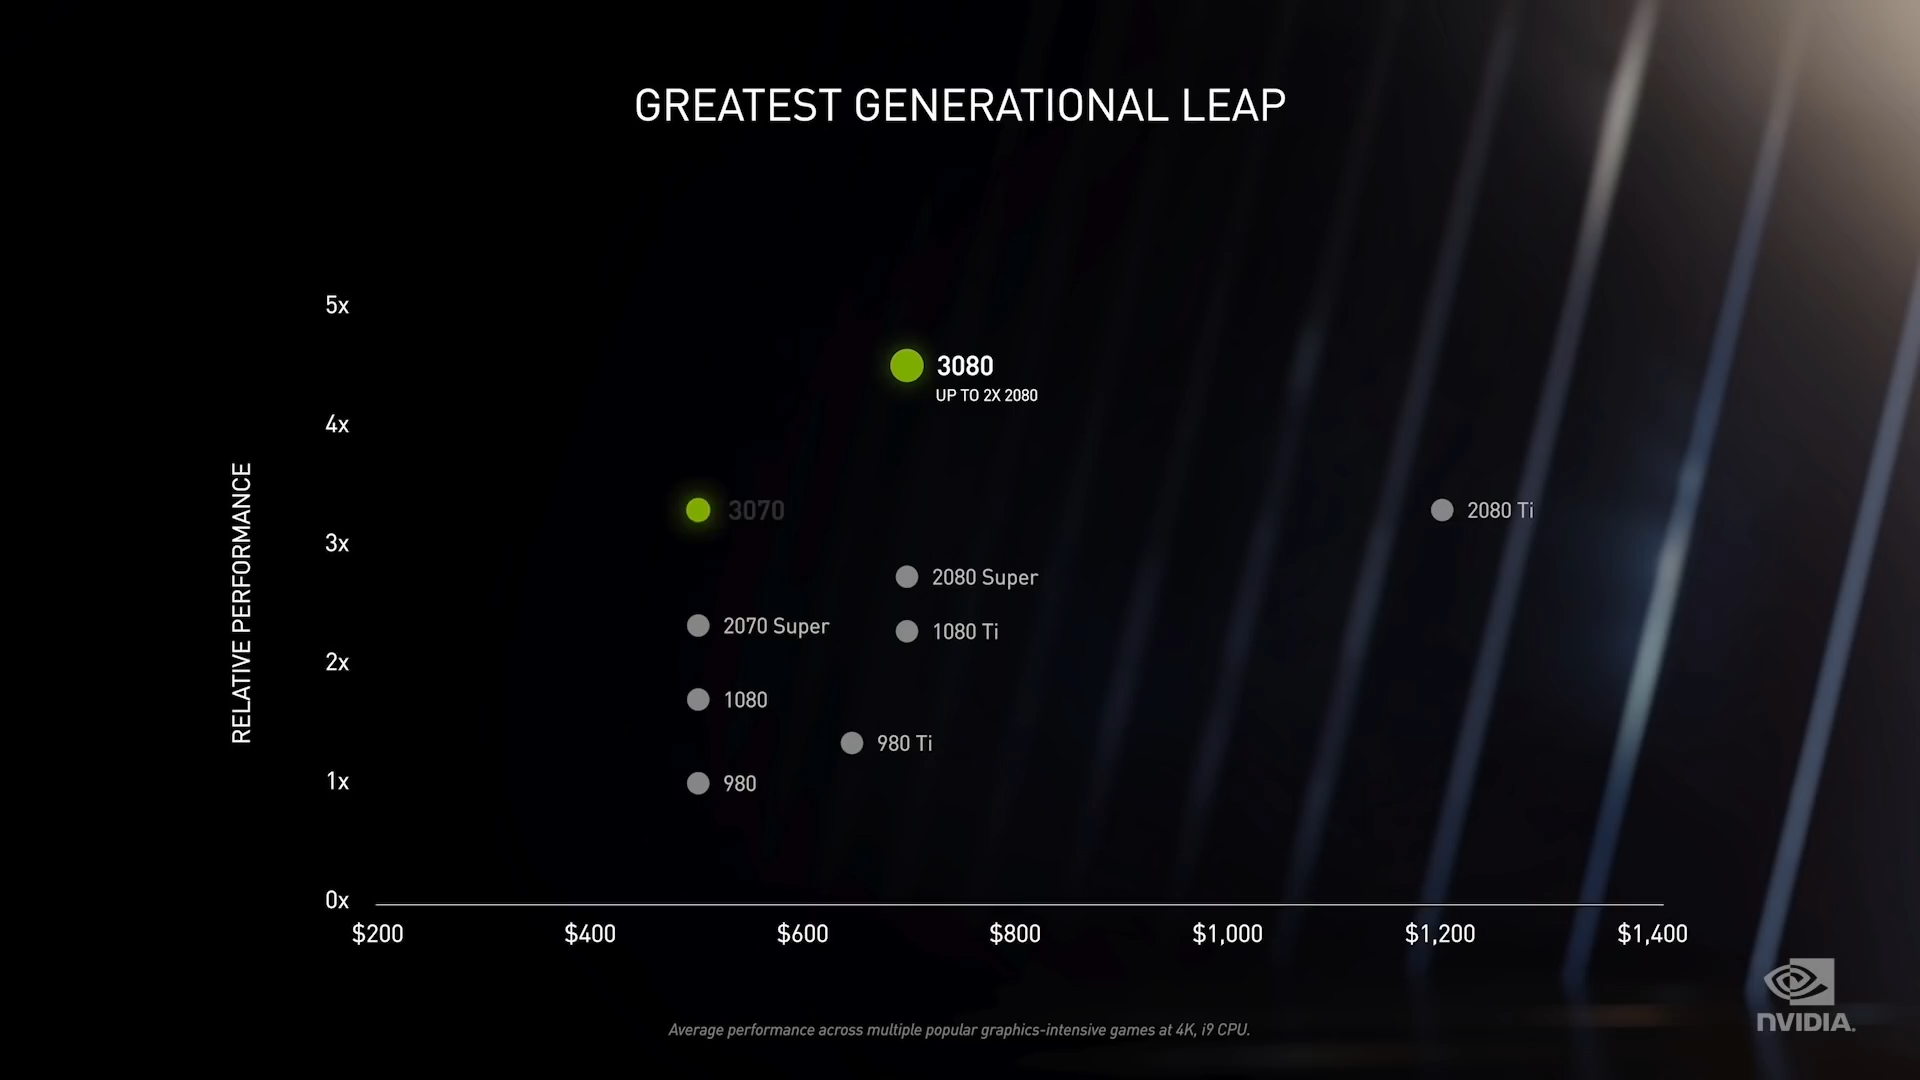 GREATEST GENERATIONAL LEAP
5x
3080
UP TO 2X 2080
4x
3070
2080 Ti
3x
2080 Super
2070 Super
1080 Ti
2x
1080
980 Ti
1x
980
0x
RELATIVE PERFORMANCE
$200
$400
$600
$800
$1,000
$1,200
$1,400
Average performance across multiple popular graphics-intensive games at 4K, i9 CPU.
NVIDIA.